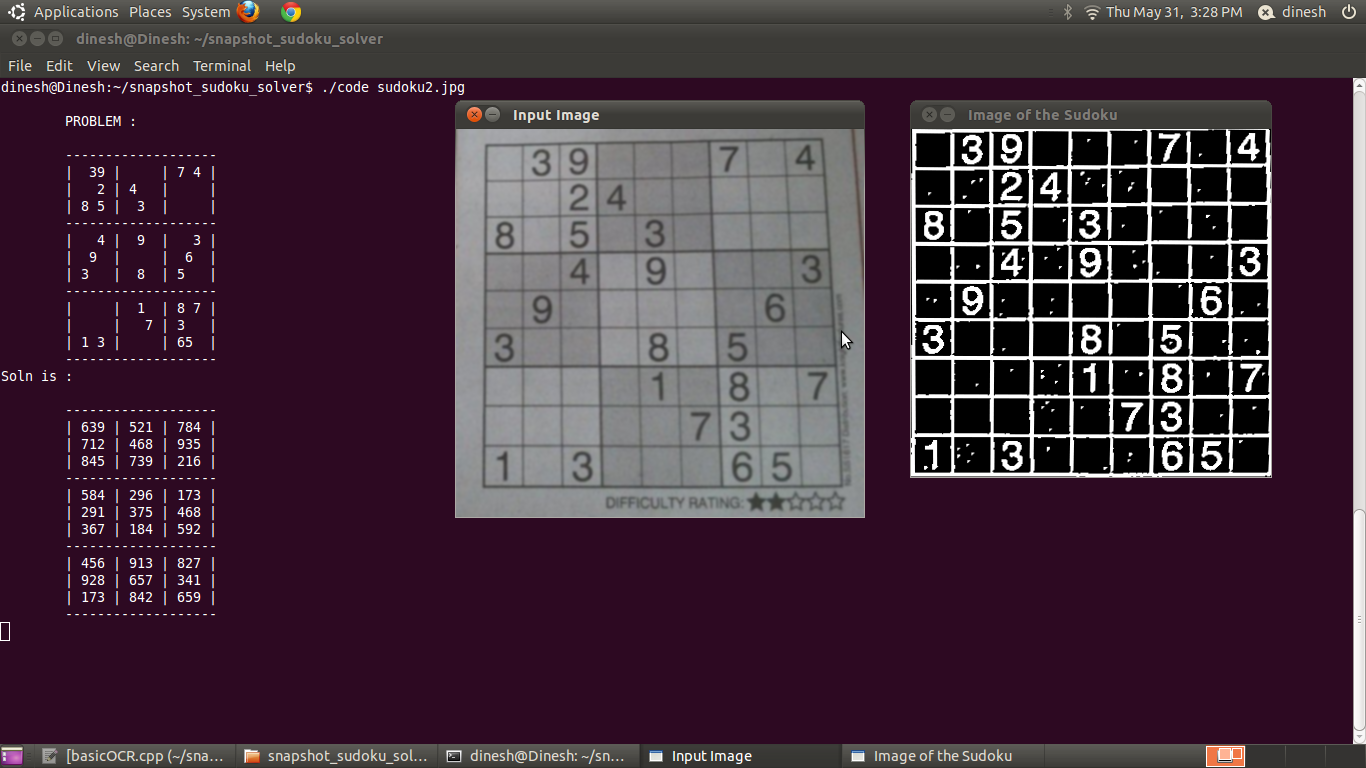 Applications Places System Thu May 31, 3:28 PM dinesh
dinesh@Dinesh: ~/snapshot_sudoku_solver
File Edit View Search Terminal Help
dinesh@Dinesh:~/snapshot_sudoku_solver$ ./code sudoku2.jpg
PROBLEM :
-------------------
|  39 |     | 7 4 |
|   2 | 4   |     |
| 8 5 |  3  |     |
-------------------
|   4 |  9  |   3 |
|  9  |     |  6  |
| 3   |  8  | 5   |
-------------------
|     |  1  | 8 7 |
|     |   7 | 3   |
| 1 3 |     | 65  |
-------------------
Soln is :
-------------------
| 639 | 521 | 784 |
| 712 | 468 | 935 |
| 845 | 739 | 216 |
-------------------
| 584 | 296 | 173 |
| 291 | 375 | 468 |
| 367 | 184 | 592 |
-------------------
| 456 | 913 | 827 |
| 928 | 657 | 341 |
| 173 | 842 | 659 |
-------------------
Input Image
3 9 7 4
2 4
8 5 3
4 9 3
9 6
3 8 5
1 8 7
7 3
1 3 6 5
DIFFICULTY RATING: ★★☆☆☆
Image of the Sudoku
3 9 7 4
2 4
8 5 3
4 9 3
9 6
3 8 5
1 8 7
7 3
1 3 6 5
[basicOCR.cpp (~/sna... snapshot_sudoku_sol... dinesh@Dinesh: ~/sn... Input Image Image of the Sudoku